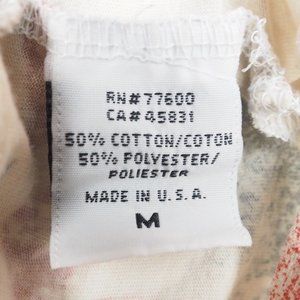 RN#77600
CA#45831
50% COTTON/COTON
50% POLYESTER/
POLIESTER
MADE IN U.S.A.
M